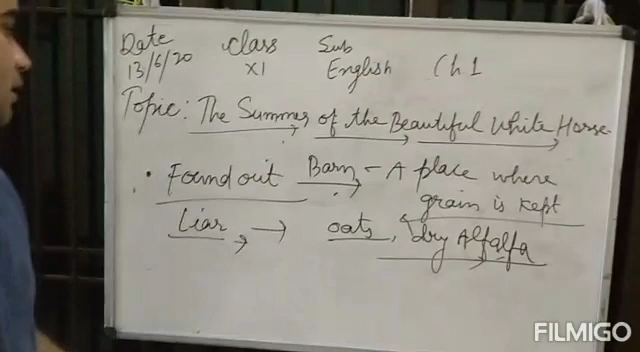 Date Class Sub
13/6/20 XI English Ch 1
Topic: The Summer of the Beautiful White Horse.
• Found out Barn - A place where
grain is kept
Liar → oats, dry Alfalfa
FILMIGO